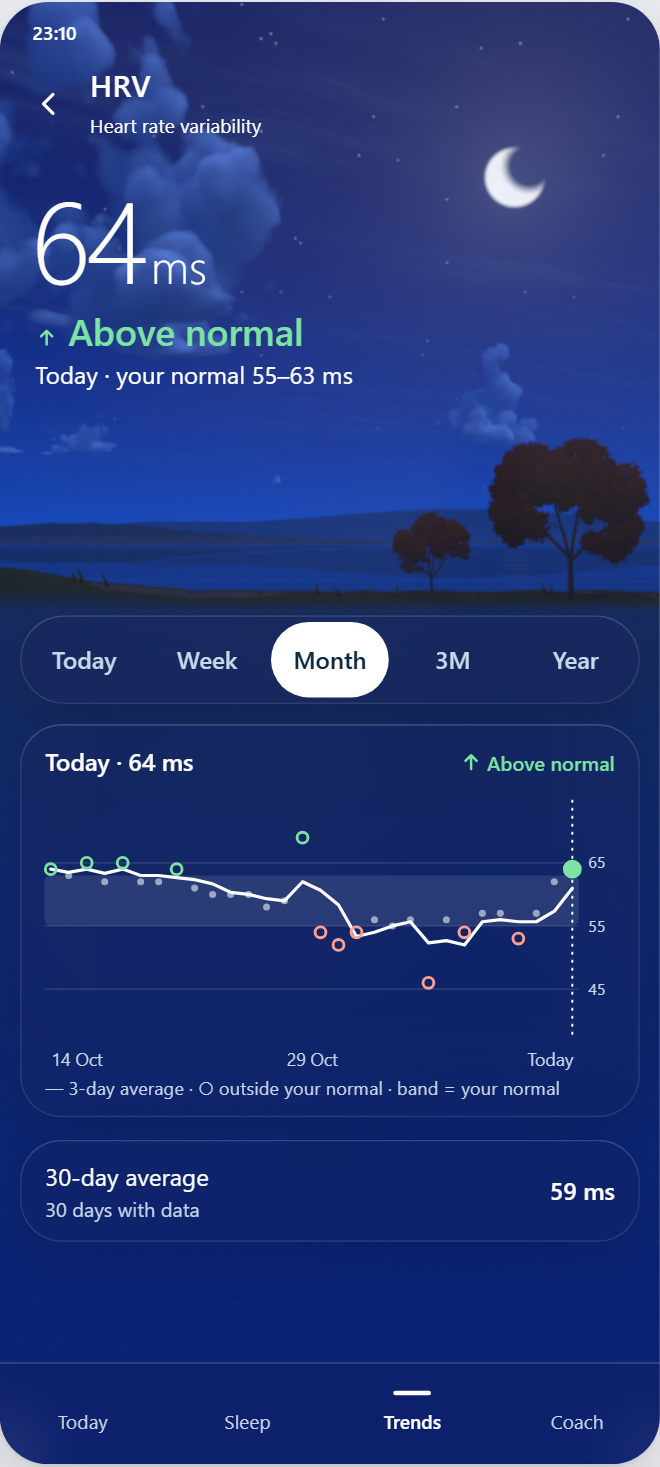 23:10
HRV
Heart rate variability
64 ms
↑ Above normal
Today · your normal 55–63 ms
Today Week Month 3M Year
Today · 64 ms ↑ Above normal
65
55
45
14 Oct 29 Oct Today
— 3-day average · ○ outside your normal · band = your normal
30-day average
30 days with data
59 ms
Today Sleep Trends Coach